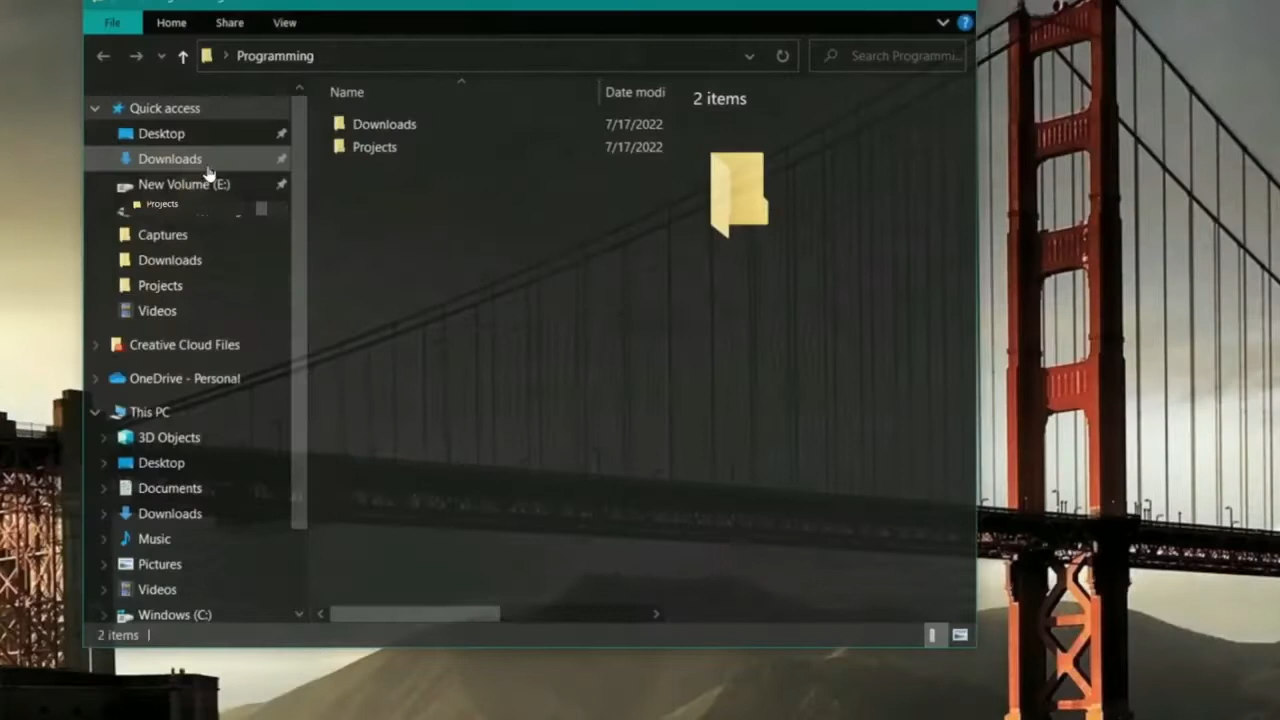 File Home Share View
Programming
Search Programmi...
Name Date modi
2 items
Downloads 7/17/2022
Projects 7/17/2022
Quick access
Desktop
Downloads
New Volume (E:)
Projects
Captures
Downloads
Projects
Videos
Creative Cloud Files
OneDrive - Personal
This PC
3D Objects
Desktop
Documents
Downloads
Music
Pictures
Videos
Windows (C:)
2 items